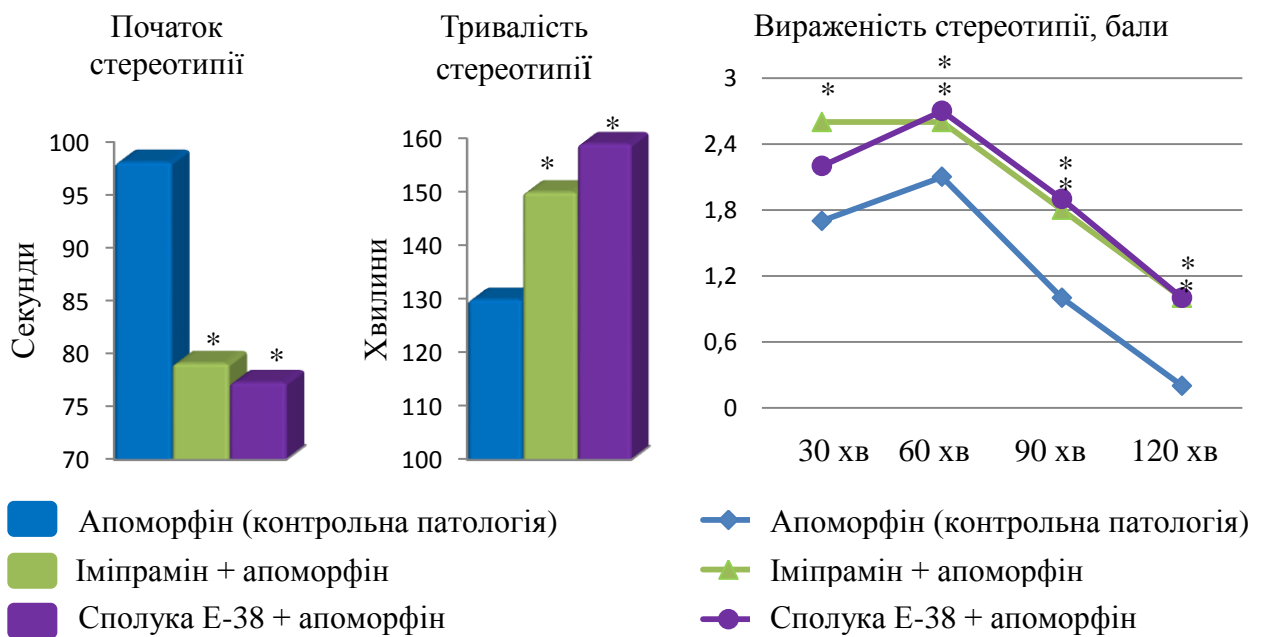 Початок
стереотипії
Секунди
100
95
90
85
80
75
70
*
*
Тривалість
стереотипії
Хвилини
160
150
140
130
120
110
100
*
*
Вираженість стереотипії, бали
3
2,4
1,8
1,2
0,6
0
*
*
*
*
*
*
*
30 хв
60 хв
90 хв
120 хв
Апоморфін (контрольна патологія)
Іміпрамін + апоморфін
Сполука Е-38 + апоморфін
Апоморфін (контрольна патологія)
Іміпрамін + апоморфін
Сполука Е-38 + апоморфін